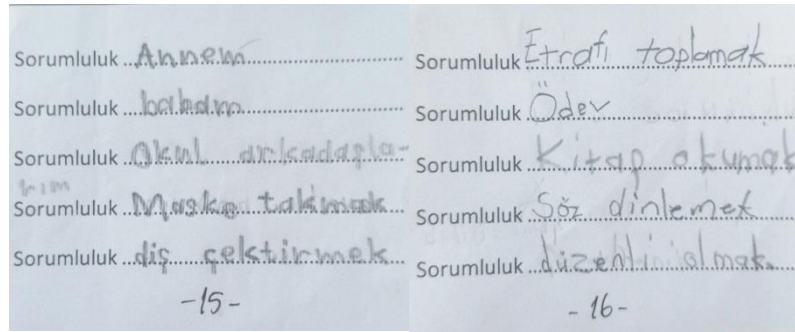 Sorumluluk ..Annem..
Sorumluluk ..babam..
Sorumluluk ..Okul arkadaşla-
rım
Sorumluluk ..Maske takmak..
Sorumluluk ..diş çektirmek..
-15-
Sorumluluk Etrafı toplamak
Sorumluluk Ödev
Sorumluluk Kitap okumak
Sorumluluk Söz dinlemek
Sorumluluk ..düzenli olmak.
-16-